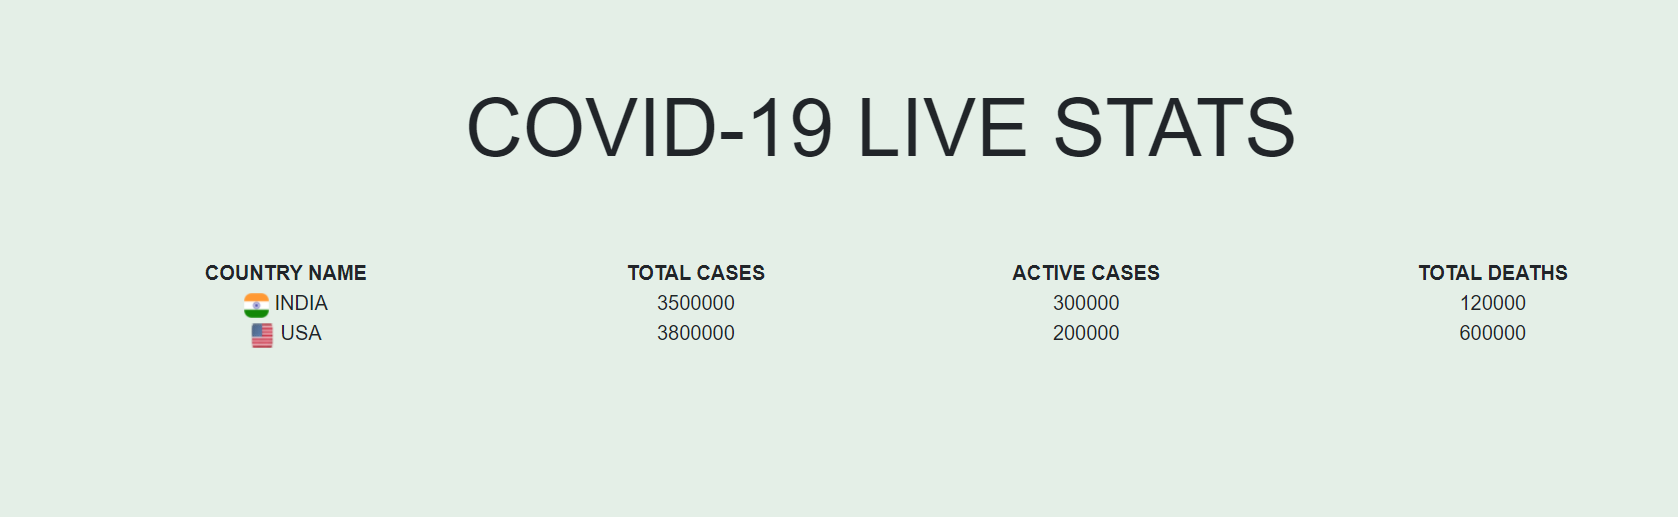 COVID-19 LIVE STATS
COUNTRY NAME TOTAL CASES ACTIVE CASES TOTAL DEATHS
INDIA 3500000 300000 120000
USA 3800000 200000 600000